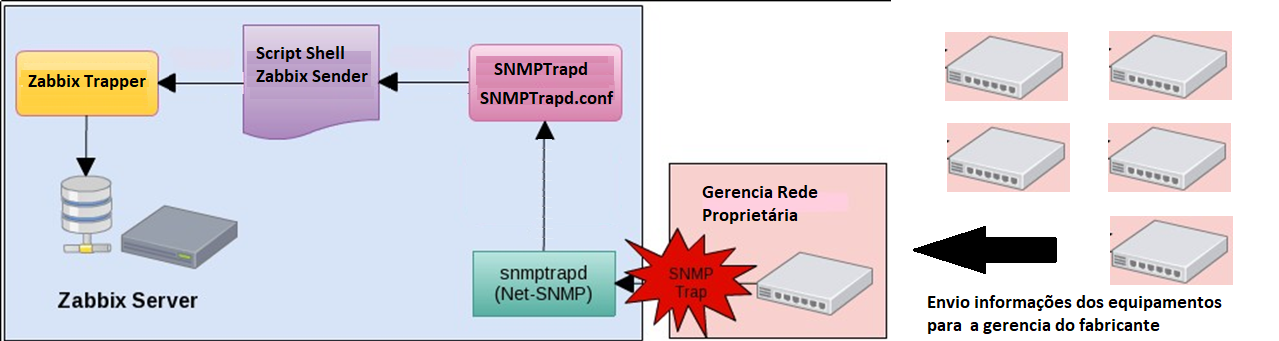 Zabbix Trapper
Script Shell
Zabbix Sender
SNMPTrapd
SNMPTrapd.conf
Zabbix Server
snmptrapd
(Net-SNMP)
SNMP
Trap
Gerencia Rede
Proprietária
Envio informações dos equipamentos
para a gerencia do fabricante